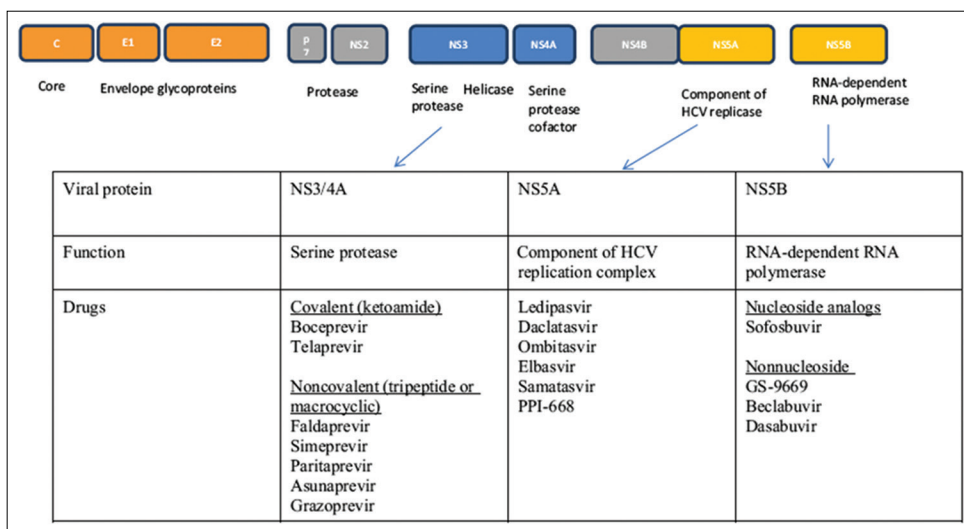 C
E1
E2
p
7
NS2
NS3
NS4A
NS4B
NS5A
NS5B
Core
Envelope glycoproteins
Protease
Serine Helicase
protease
Serine
protease
cofactor
Component of
HCV replicase
RNA-dependent
RNA polymerase
Viral protein
NS3/4A
NS5A
NS5B
Function
Serine protease
Component of HCV
replication complex
RNA-dependent RNA
polymerase
Drugs
Covalent (ketoamide)
Boceprevir
Telaprevir
Noncovalent (tripeptide or
macrocyclic)
Faldaprevir
Simeprevir
Paritaprevir
Asunaprevir
Grazoprevir
Ledipasvir
Daclatasvir
Ombitasvir
Elbasvir
Samatasvir
PPI-668
Nucleoside analogs
Sofosbuvir
Nonnucleoside
GS-9669
Beclabuvir
Dasabuvir